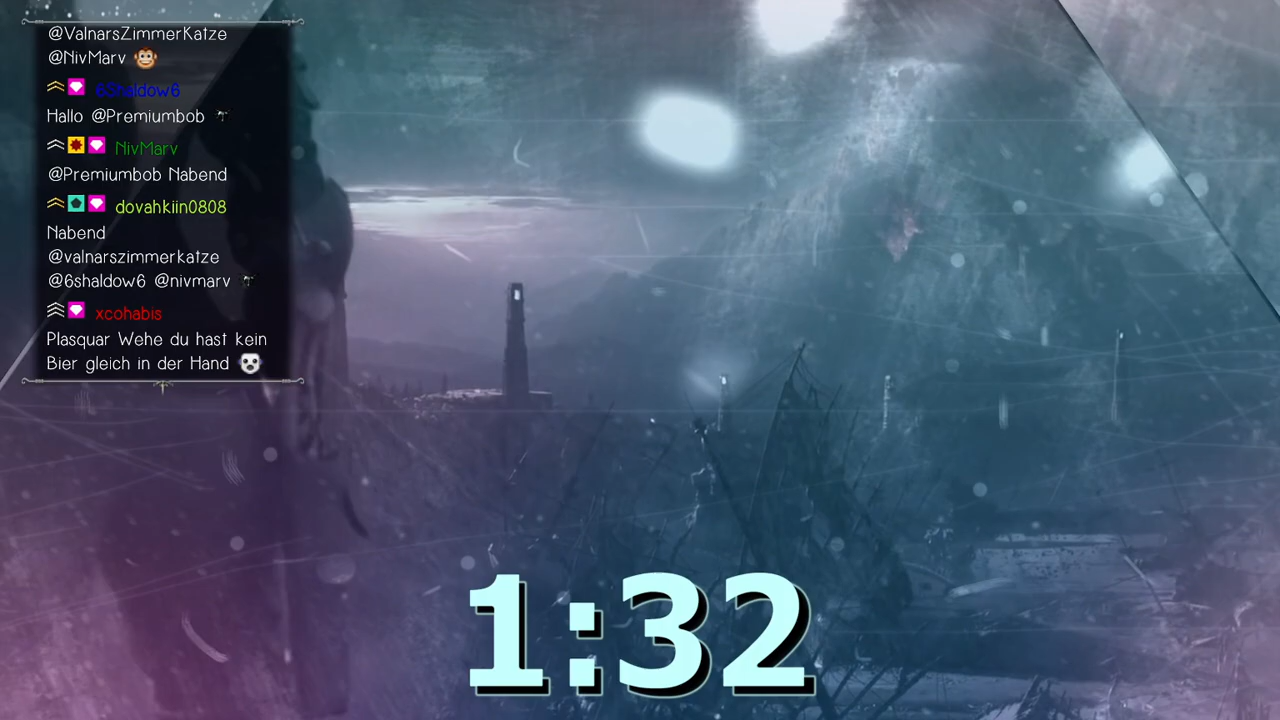 @ValnarsZimmerKatze
@NivMarv
6Shaldow6
Hallo @Premiumbob
NivMarv
@Premiumbob Nabend
dovahkiin0808
Nabend
@valnarszimmerkatze
@6shaldow6 @nivmarv
xcohabis
Plasquar Wehe du hast kein
Bier gleich in der Hand
1:32